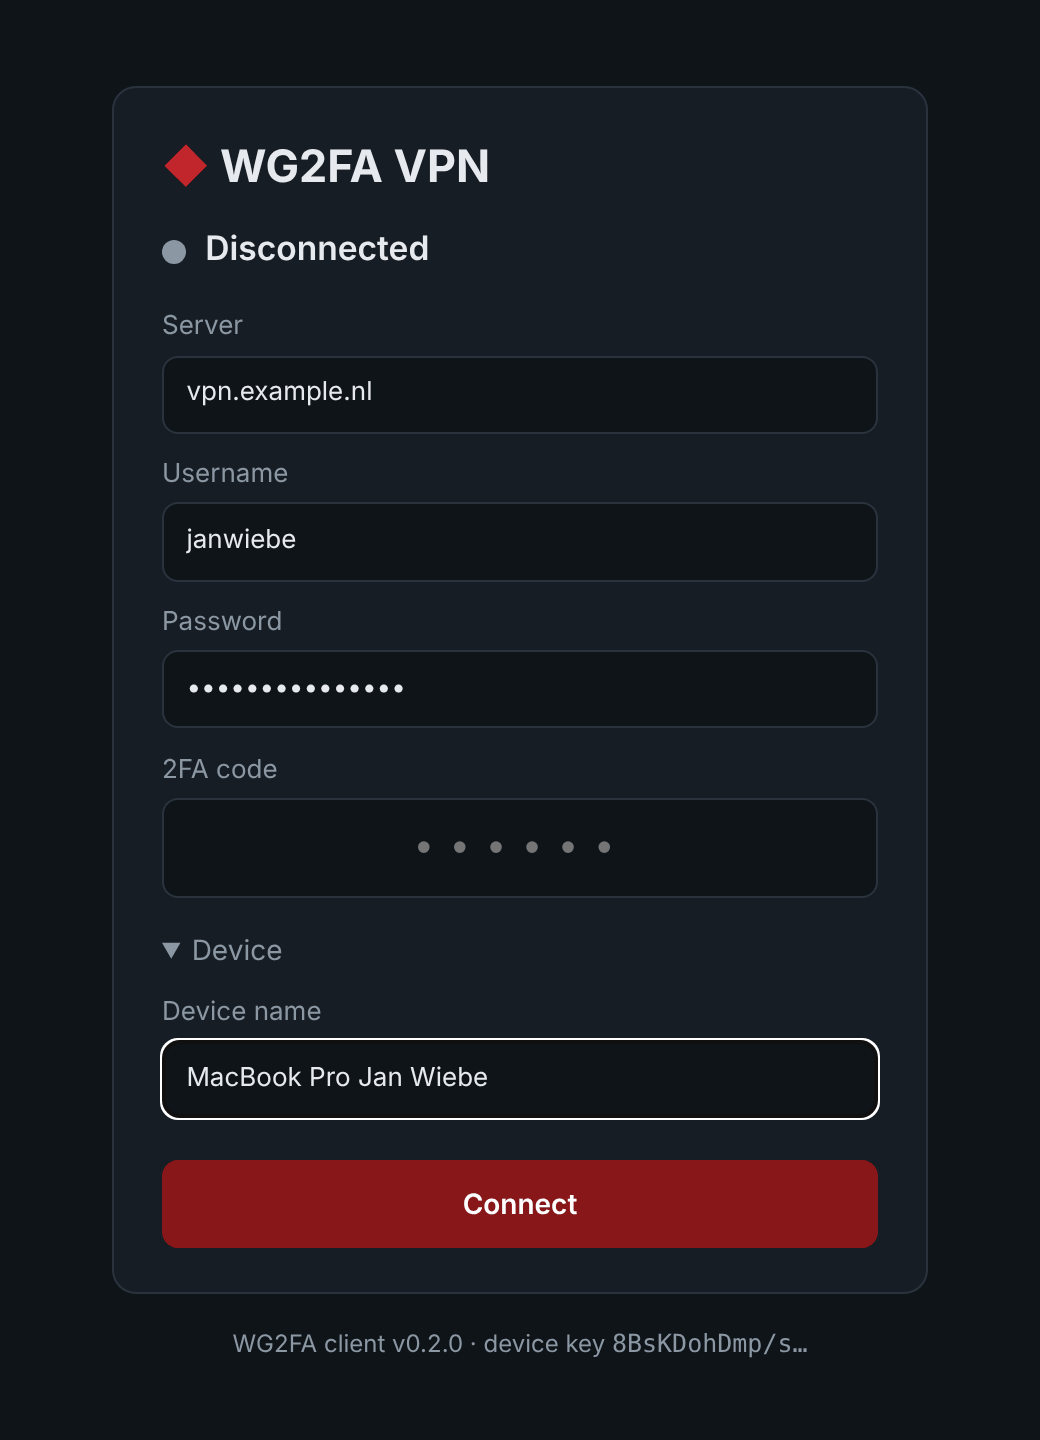 WG2FA VPN
Disconnected
Server
vpn.example.nl
Username
janwiebe
Password
•••••••••••••••
2FA code
••••••
▼ Device
Device name
MacBook Pro Jan Wiebe
Connect
WG2FA client v0.2.0 · device key 8BsKDohDmp/s…